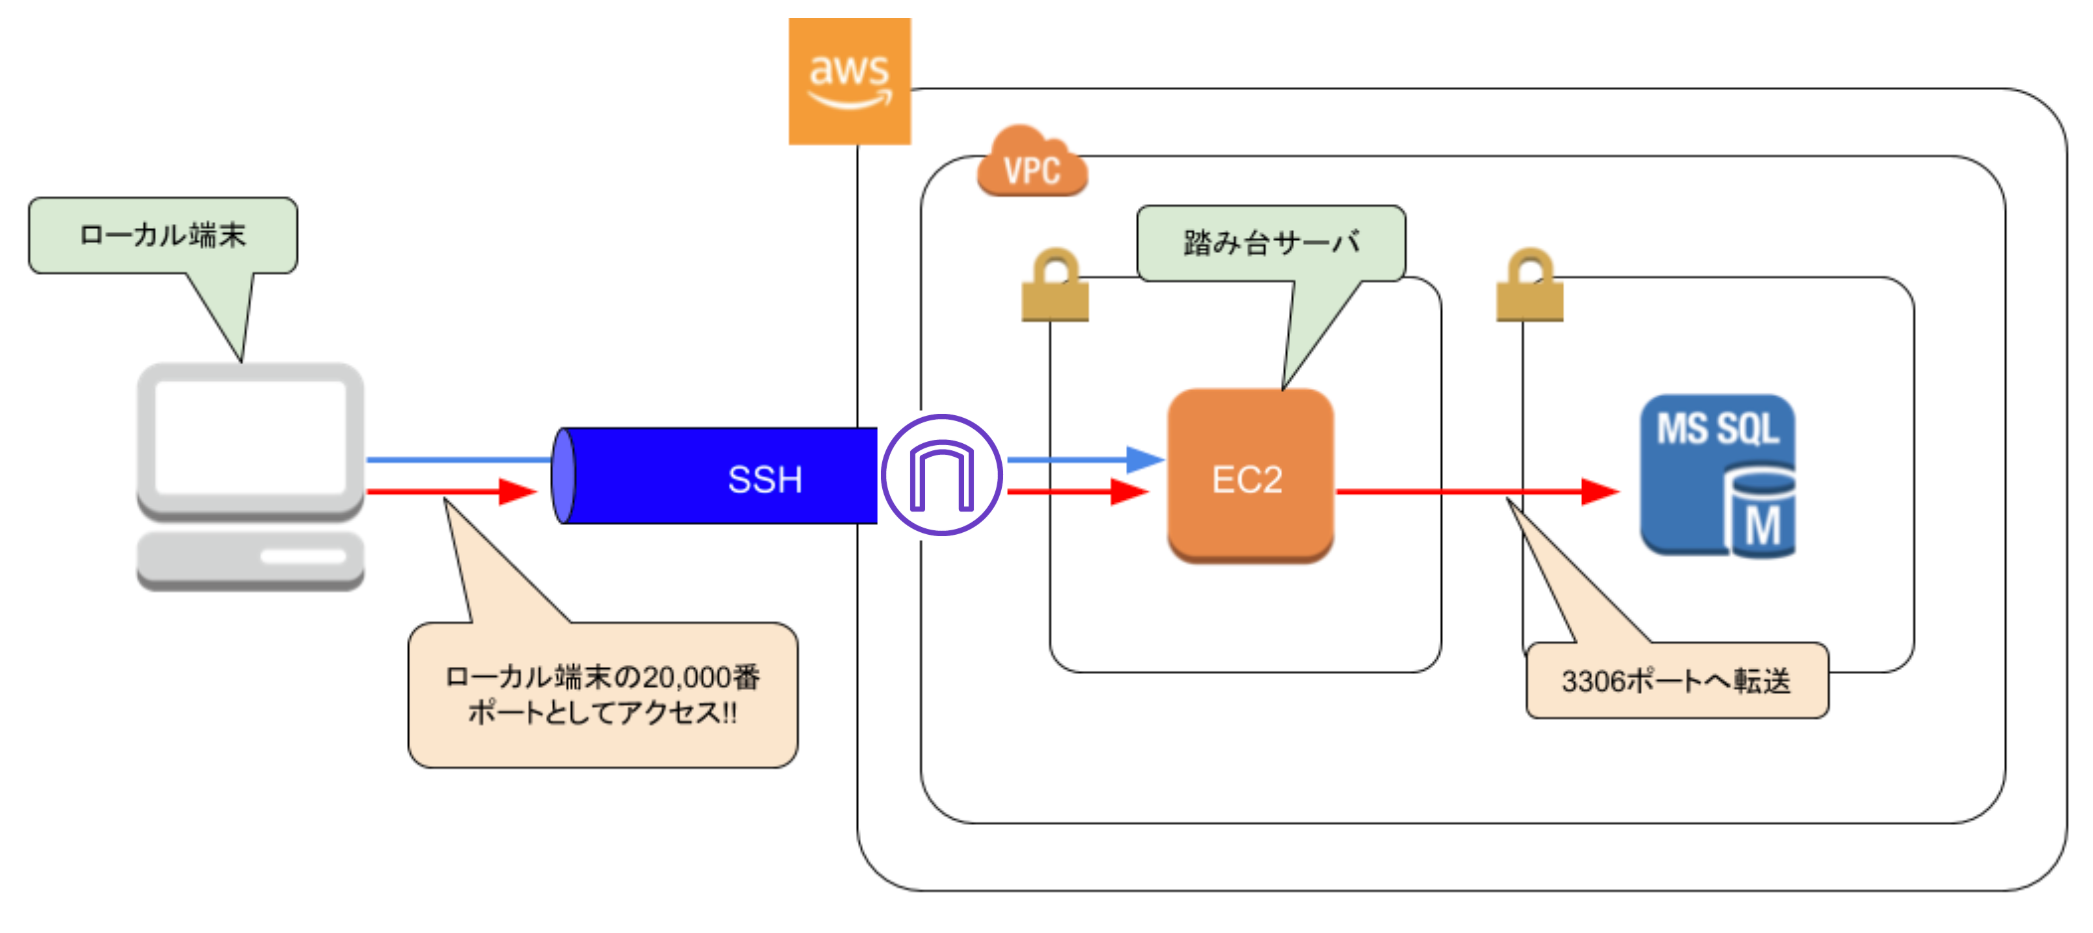 aws
VPC
ローカル端末
踏み台サーバ
MS SQL
M
SSH
EC2
ローカル端末の20,000番
ポートとしてアクセス!!
3306ポートへ転送